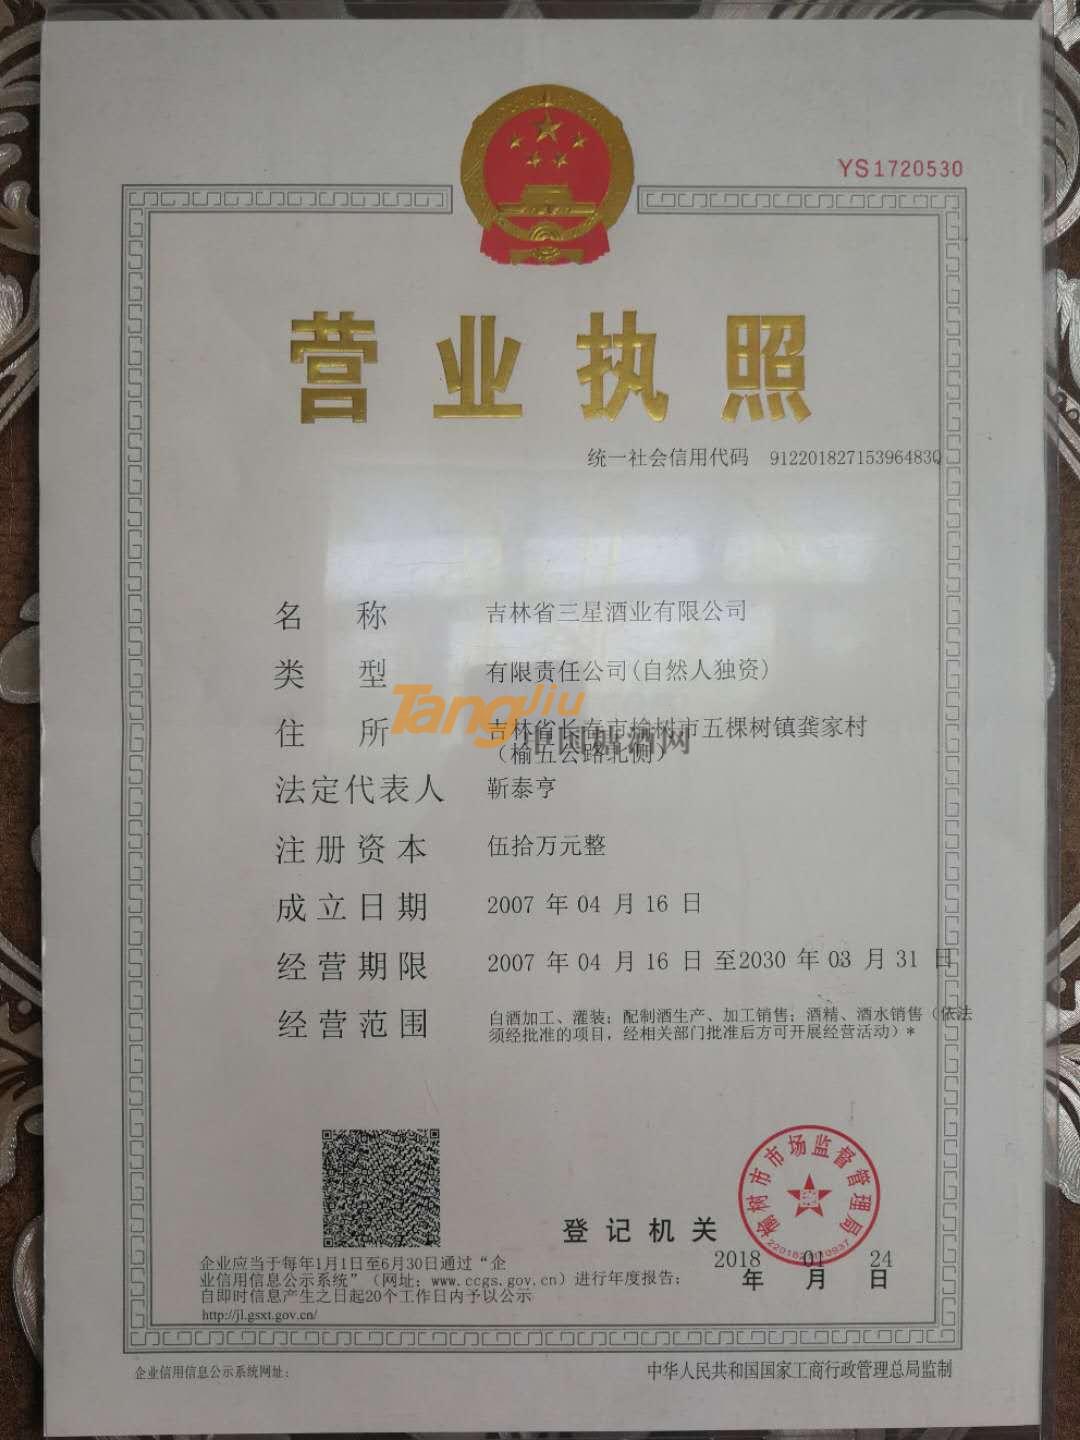 YS1720530
营业执照
统一社会信用代码 91220182715396483Q
名称 吉林省三星酒业有限公司
类型 有限责任公司(自然人独资)
住所 吉林省长春市榆树市五棵树镇龚家村
（榆五公路北侧）
TangJiu
法定代表人 靳泰亨
注册资本 伍拾万元整
成立日期 2007 年 04 月 16 日
经营期限 2007 年 04 月 16 日 至2030 年 03 月 31 日
经营范围 白酒加工、灌装；配制酒生产、加工销售；酒精、酒水销售（依法
须经批准的项目，经相关部门批准后方可开展经营活动）*
榆树市市场监督管理局
登记机关
2018 01 24
年 月 日
企业应当于每年1月1日至6月30日通过“企
业信用信息公示系统”（网址：www.ccgs.gov.cn）进行年度报告；
自即时信息产生之日起20个工作日内予以公示
http://jl.gsxt.gov.cn/
企业信用信息公示系统网址：
中华人民共和国国家工商行政管理总局监制